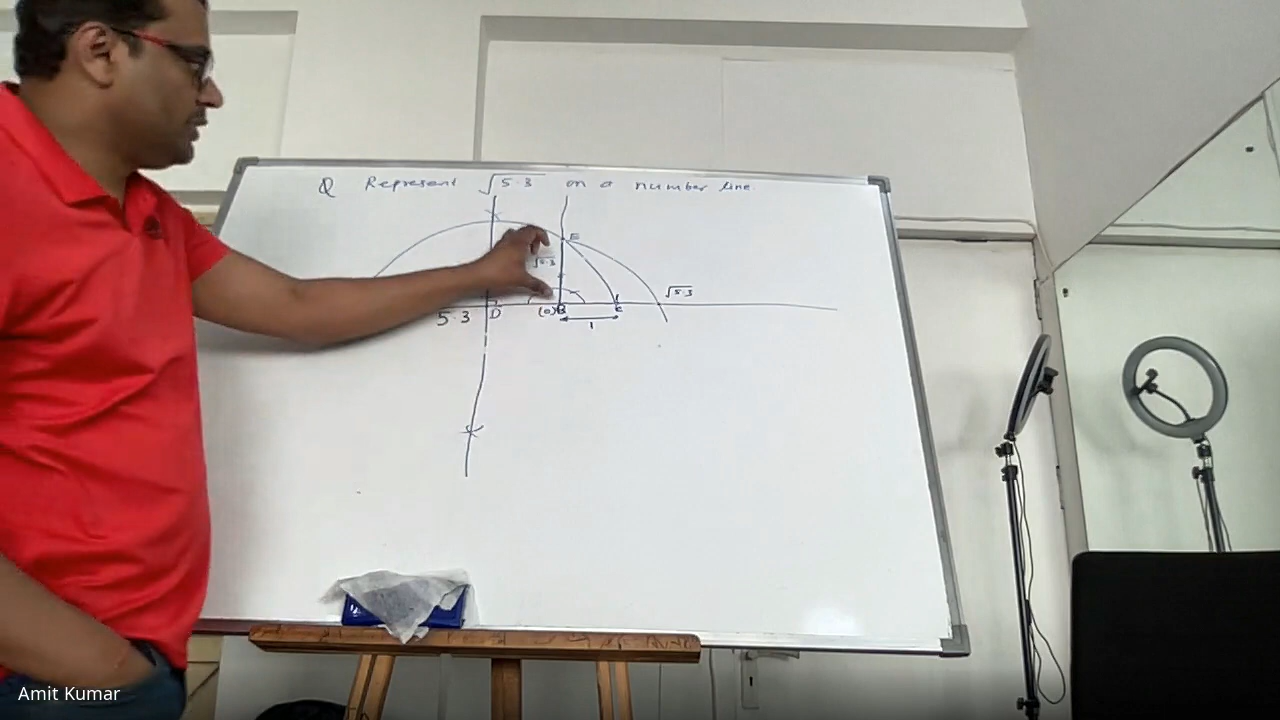 Q Represent √5.3 on a number line.
E
√5.3
√5.3
5.3 D (0)B C
1
Amit Kumar